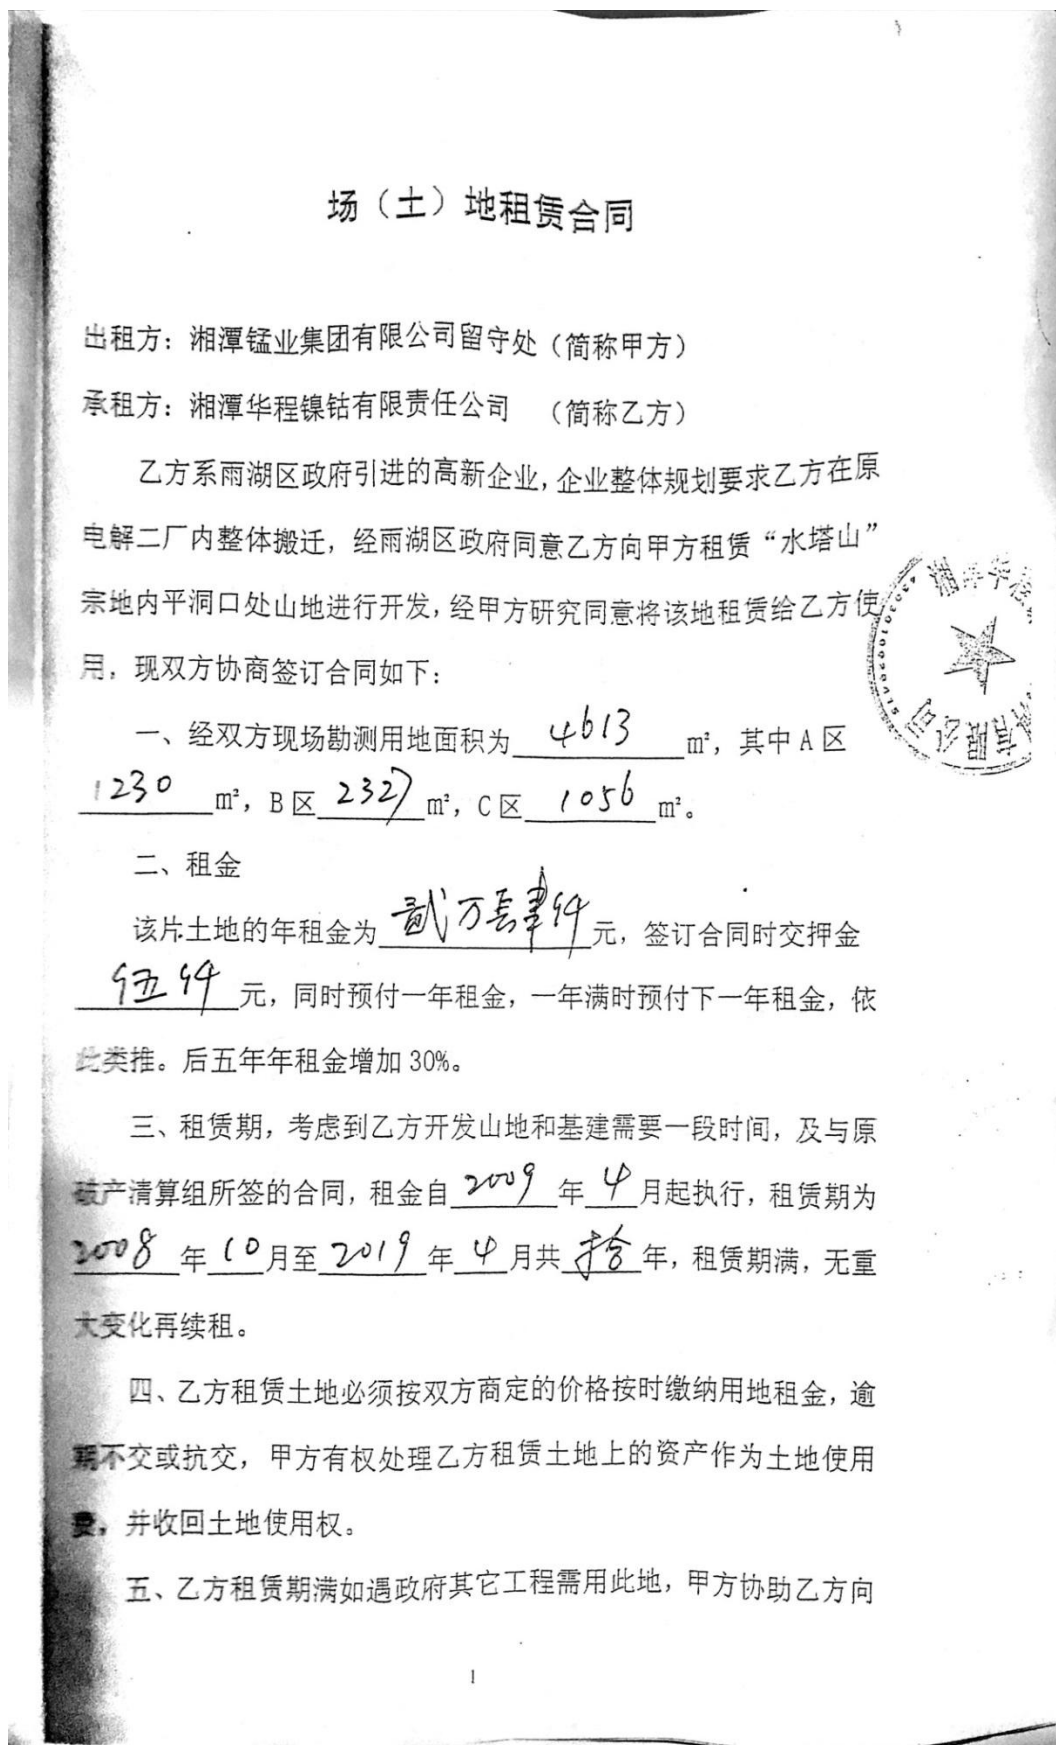 场（土）地租赁合同
出租方：湘潭锰业集团有限公司留守处（简称甲方）
承租方：湘潭华程镍钴有限责任公司 （简称乙方）
乙方系雨湖区政府引进的高新企业，企业整体规划要求乙方在原
电解二厂内整体搬迁，经雨湖区政府同意乙方向甲方租赁“水塔山”
宗地内平洞口处山地进行开发，经甲方研究同意将该地租赁给乙方使
用，现双方协商签订合同如下：
一、经双方现场勘测用地面积为 4613 m²，其中A区
1230 m²，B区 2327 m²，C区 1056 m²。
二、租金
该片土地的年租金为 贰万肆仟 元，签订合同时交押金
伍仟 元，同时预付一年租金，一年满时预付下一年租金，依
此类推。后五年年租金增加30%。
三、租赁期，考虑到乙方开发山地和基建需要一段时间，及与原
破产清算组所签的合同，租金自 2009 年 4 月起执行，租赁期为
2008 年 10 月至 2019 年 4 月共 拾 年，租赁期满，无重
大变化再续租。
四、乙方租赁土地必须按双方商定的价格按时缴纳用地租金，逾
期不交或抗交，甲方有权处理乙方租赁土地上的资产作为土地使用
费，并收回土地使用权。
五、乙方租赁期满如遇政府其它工程需用此地，甲方协助乙方向
1
有限公司